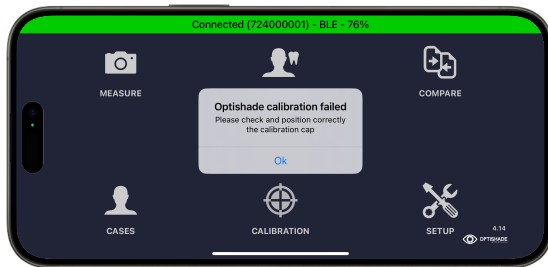 Connected (724000001) - BLE - 76%
MEASURE
COMPARE
Optishade calibration failed
Please check and position correctly
the calibration cap
Ok
CASES
CALIBRATION
SETUP
4.14
OPTISHADE